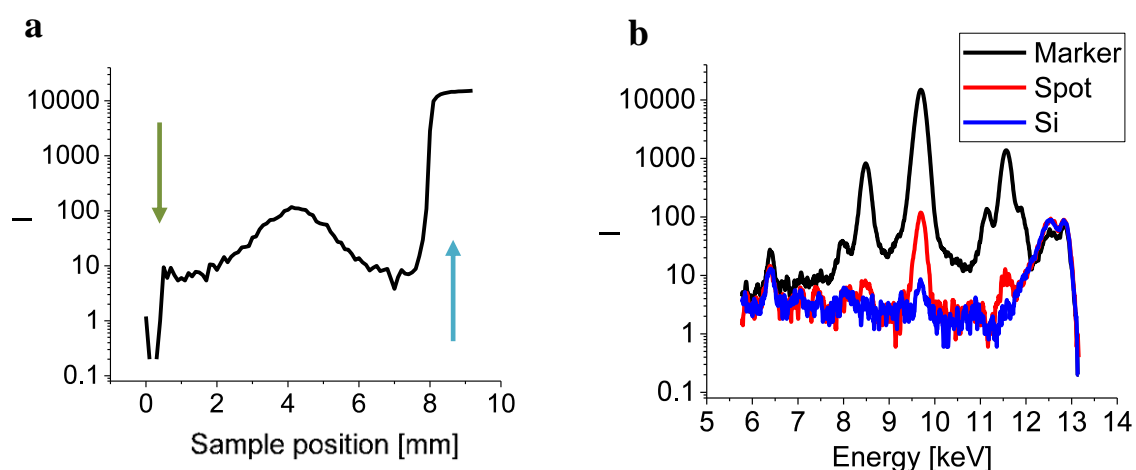 a
10000
1000
100
10
1
0.1
I
0 2 4 6 8 10
Sample position [mm]
b
Marker
Spot
Si
10000
1000
100
10
1
0.1
I
5 6 7 8 9 10 11 12 13 14
Energy [keV]